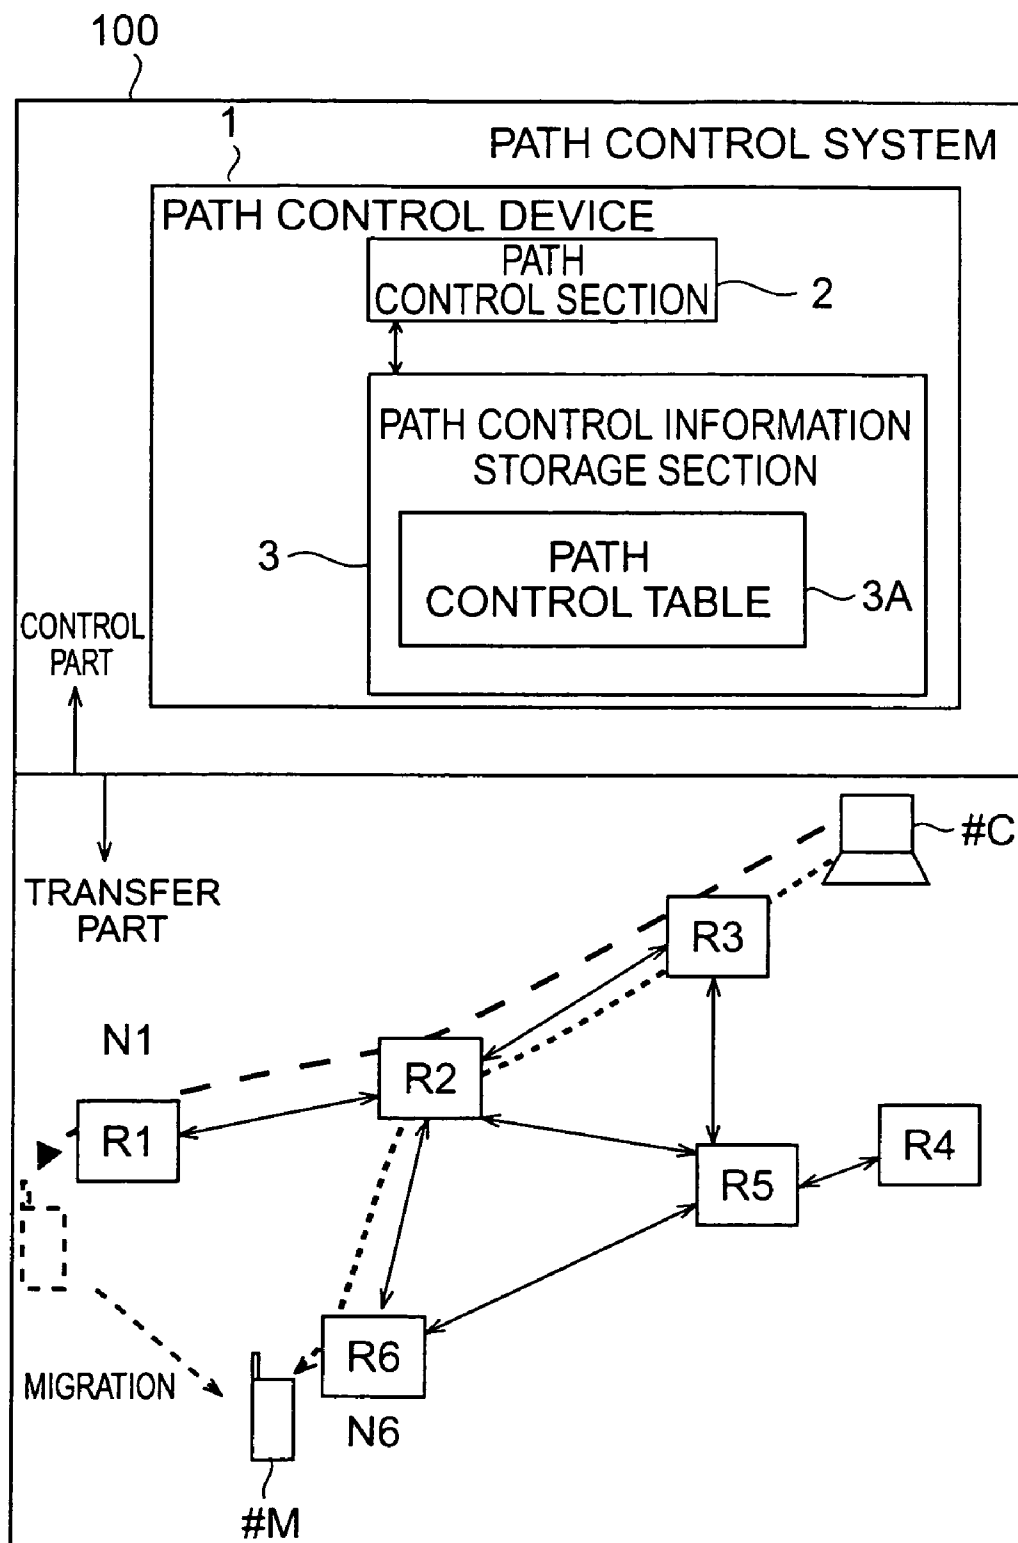 100
1
PATH CONTROL SYSTEM
PATH CONTROL DEVICE
PATH
CONTROL SECTION
2
PATH CONTROL INFORMATION
STORAGE SECTION
3
PATH
CONTROL TABLE
3A
CONTROL
PART
TRANSFER
PART
#C
R3
N1
R2
R1
R4
R5
R6
MIGRATION
N6
#M